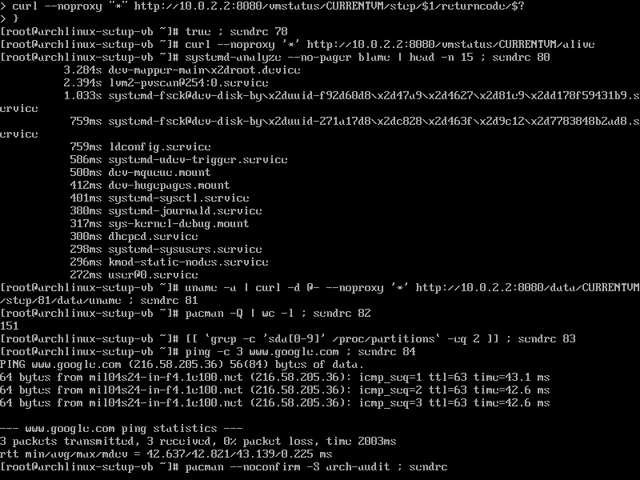 > curl --noproxy "*" http://10.0.2.2:8080/vmstatus/CURRENTVM/step/$1/returncode/$?
> }
[root@archlinux-setup-vb ~]# true ; sendrc 78
[root@archlinux-setup-vb ~]# curl --noproxy '*' http://10.0.2.2:8080/vmstatus/CURRENTVM/alive
[root@archlinux-setup-vb ~]# systemd-analyze --no-pager blame | head -n 15 ; sendrc 80
3.284s dev-mapper-main\x2droot.device
2.394s lvm2-pvscan@254:0.service
1.033s systemd-fsck@dev-disk-by\x2duuid-f92d60d8\x2d47a9\x2d4627\x2d81e9\x2dd178f59431b9.s
ervice
759ms systemd-fsck@dev-disk-by\x2duuid-271a17d8\x2dc828\x2d463f\x2d9c12\x2d7783848b2ad8.s
ervice
759ms ldconfig.service
586ms systemd-udev-trigger.service
500ms dev-mqueue.mount
412ms dev-hugepages.mount
401ms systemd-sysctl.service
380ms systemd-journald.service
317ms sys-kernel-debug.mount
300ms dhcpcd.service
298ms systemd-sysusers.service
296ms kmod-static-nodes.service
272ms user@0.service
[root@archlinux-setup-vb ~]# uname -a | curl -d @- --noproxy '*' http://10.0.2.2:8080/data/CURRENTVM
/step/81/data/uname ; sendrc 81
[root@archlinux-setup-vb ~]# pacman -Q | wc -l ; sendrc 82
151
[root@archlinux-setup-vb ~]# [[ `grep -c 'sda[0-9]' /proc/partitions` -eq 2 ]] ; sendrc 83
[root@archlinux-setup-vb ~]# ping -c 3 www.google.com ; sendrc 84
PING www.google.com (216.58.205.36) 56(84) bytes of data.
64 bytes from mil04s24-in-f4.1e100.net (216.58.205.36): icmp_seq=1 ttl=63 time=43.1 ms
64 bytes from mil04s24-in-f4.1e100.net (216.58.205.36): icmp_seq=2 ttl=63 time=42.6 ms
64 bytes from mil04s24-in-f4.1e100.net (216.58.205.36): icmp_seq=3 ttl=63 time=42.6 ms
--- www.google.com ping statistics ---
3 packets transmitted, 3 received, 0% packet loss, time 2003ms
rtt min/avg/max/mdev = 42.637/42.821/43.139/0.225 ms
[root@archlinux-setup-vb ~]# pacman --noconfirm -S arch-audit ; sendrc